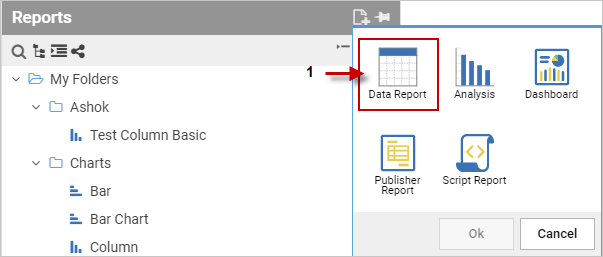 Reports
My Folders
Ashok
Test Column Basic
Charts
Bar
Bar Chart
Column
1
Data Report
Analysis
Dashboard
Publisher
Report
Script Report
Ok
Cancel